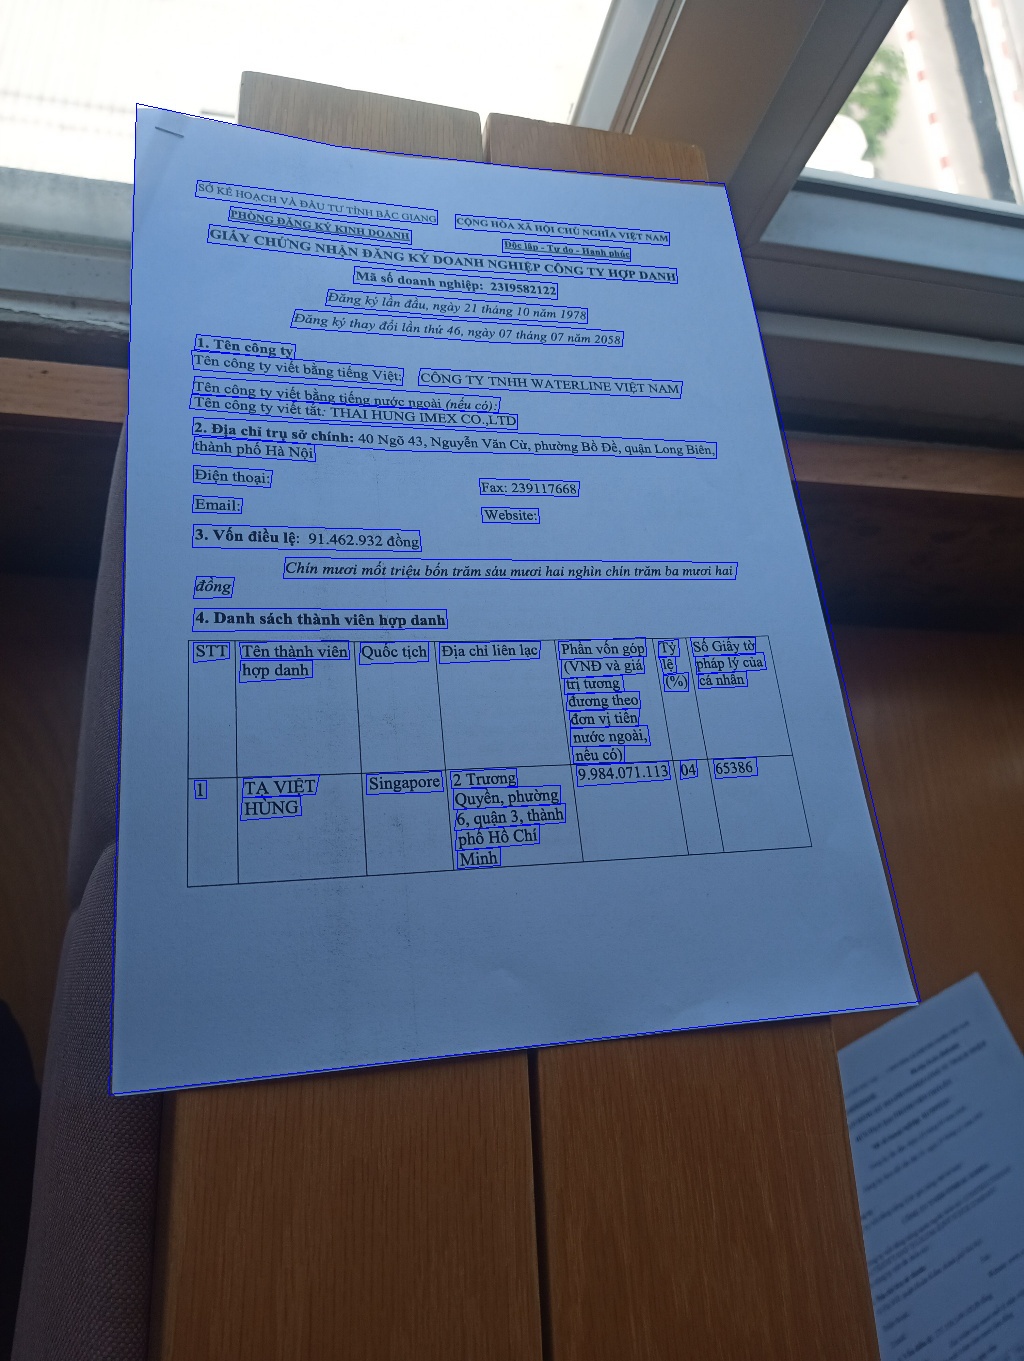 SỞ KẾ HOẠCH VÀ ĐẦU TƯ TỈNH BẮC GIANG
PHÒNG ĐĂNG KÝ KINH DOANH
CỘNG HÒA XÃ HỘI CHỦ NGHĨA VIỆT NAM
Độc lập - Tự do - Hạnh phúc
GIẤY CHỨNG NHẬN ĐĂNG KÝ DOANH NGHIỆP CÔNG TY HỢP DANH
Mã số doanh nghiệp: 2319582122
Đăng ký lần đầu, ngày 21 tháng 10 năm 1978
Đăng ký thay đổi lần thứ 46, ngày 07 tháng 07 năm 2058
1. Tên công ty
Tên công ty viết bằng tiếng Việt: CÔNG TY TNHH WATERLINE VIỆT NAM
Tên công ty viết bằng tiếng nước ngoài (nếu có):
Tên công ty viết tắt: THAI HUNG IMEX CO.,LTD
2. Địa chỉ trụ sở chính: 40 Ngõ 43, Nguyễn Văn Cừ, phường Bồ Đề, quận Long Biên,
thành phố Hà Nội
Điện thoại: Fax: 239117668
Email: Website:
3. Vốn điều lệ: 91.462.932 đồng
Chín mươi mốt triệu bốn trăm sáu mươi hai nghìn chín trăm ba mươi hai
đồng
4. Danh sách thành viên hợp danh
STT
Tên thành viên
hợp danh
Quốc tịch
Địa chỉ liên lạc
Phần vốn góp
(VNĐ và giá
trị tương
đương theo
đơn vị tiền
nước ngoài,
nếu có)
Tỷ
lệ
(%)
Số Giấy tờ
pháp lý của
cá nhân
1
TẠ VIỆT
HÙNG
Singapore
2 Trương
Quyền, phường
6, quận 3, thành
phố Hồ Chí
Minh
9.984.071.113
04
65386